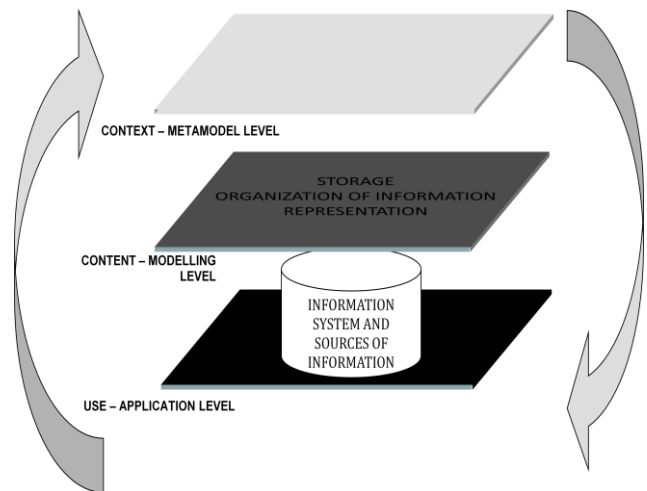 CONTEXT – METAMODEL LEVEL
STORAGE
ORGANIZATION OF INFORMATION
REPRESENTATION
CONTENT – MODELLING
LEVEL
INFORMATION
SYSTEM AND
SOURCES OF
INFORMATION
USE – APPLICATION LEVEL